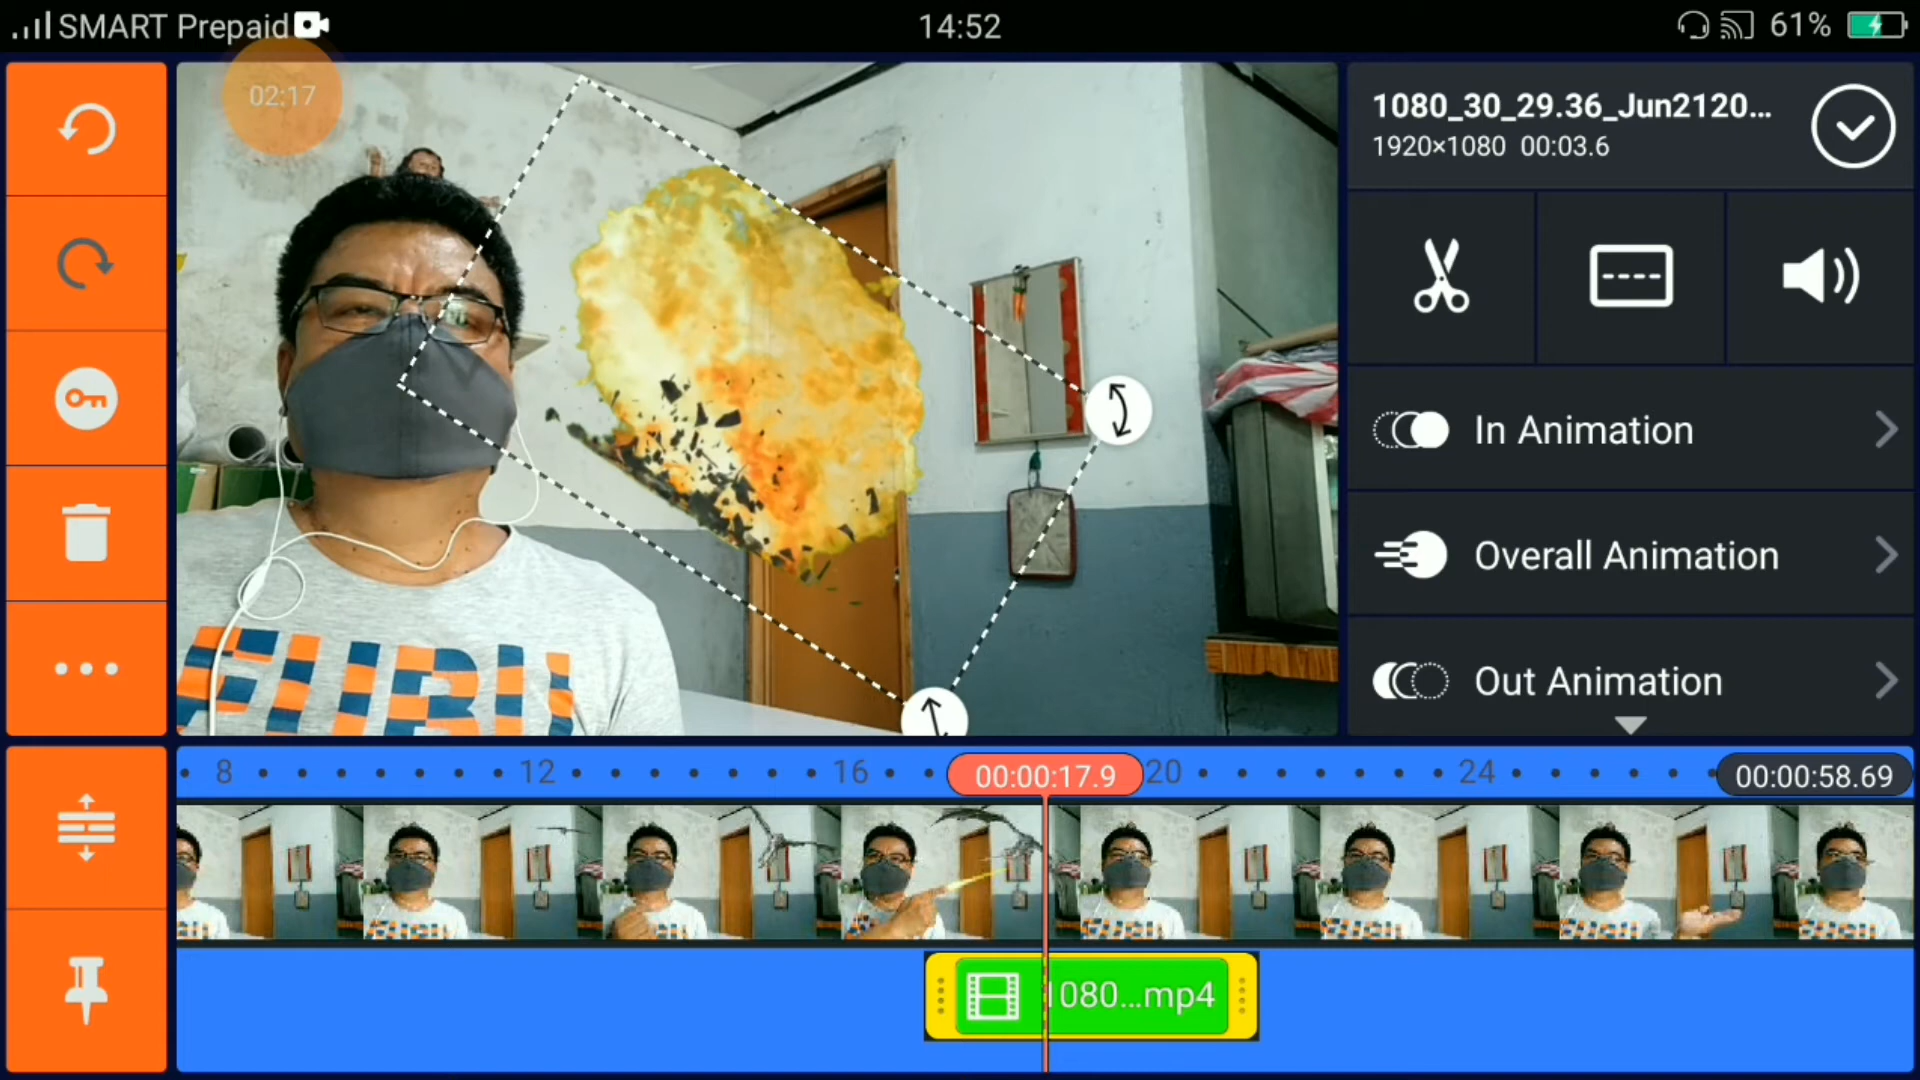 SMART Prepaid
14:52
61%
02:17
1080_30_29.36_Jun2120...
1920×1080 00:03.6
In Animation
Overall Animation
Out Animation
FUBU
8
12
16
00:00:17.9
20
24
00:00:58.69
1080...mp4